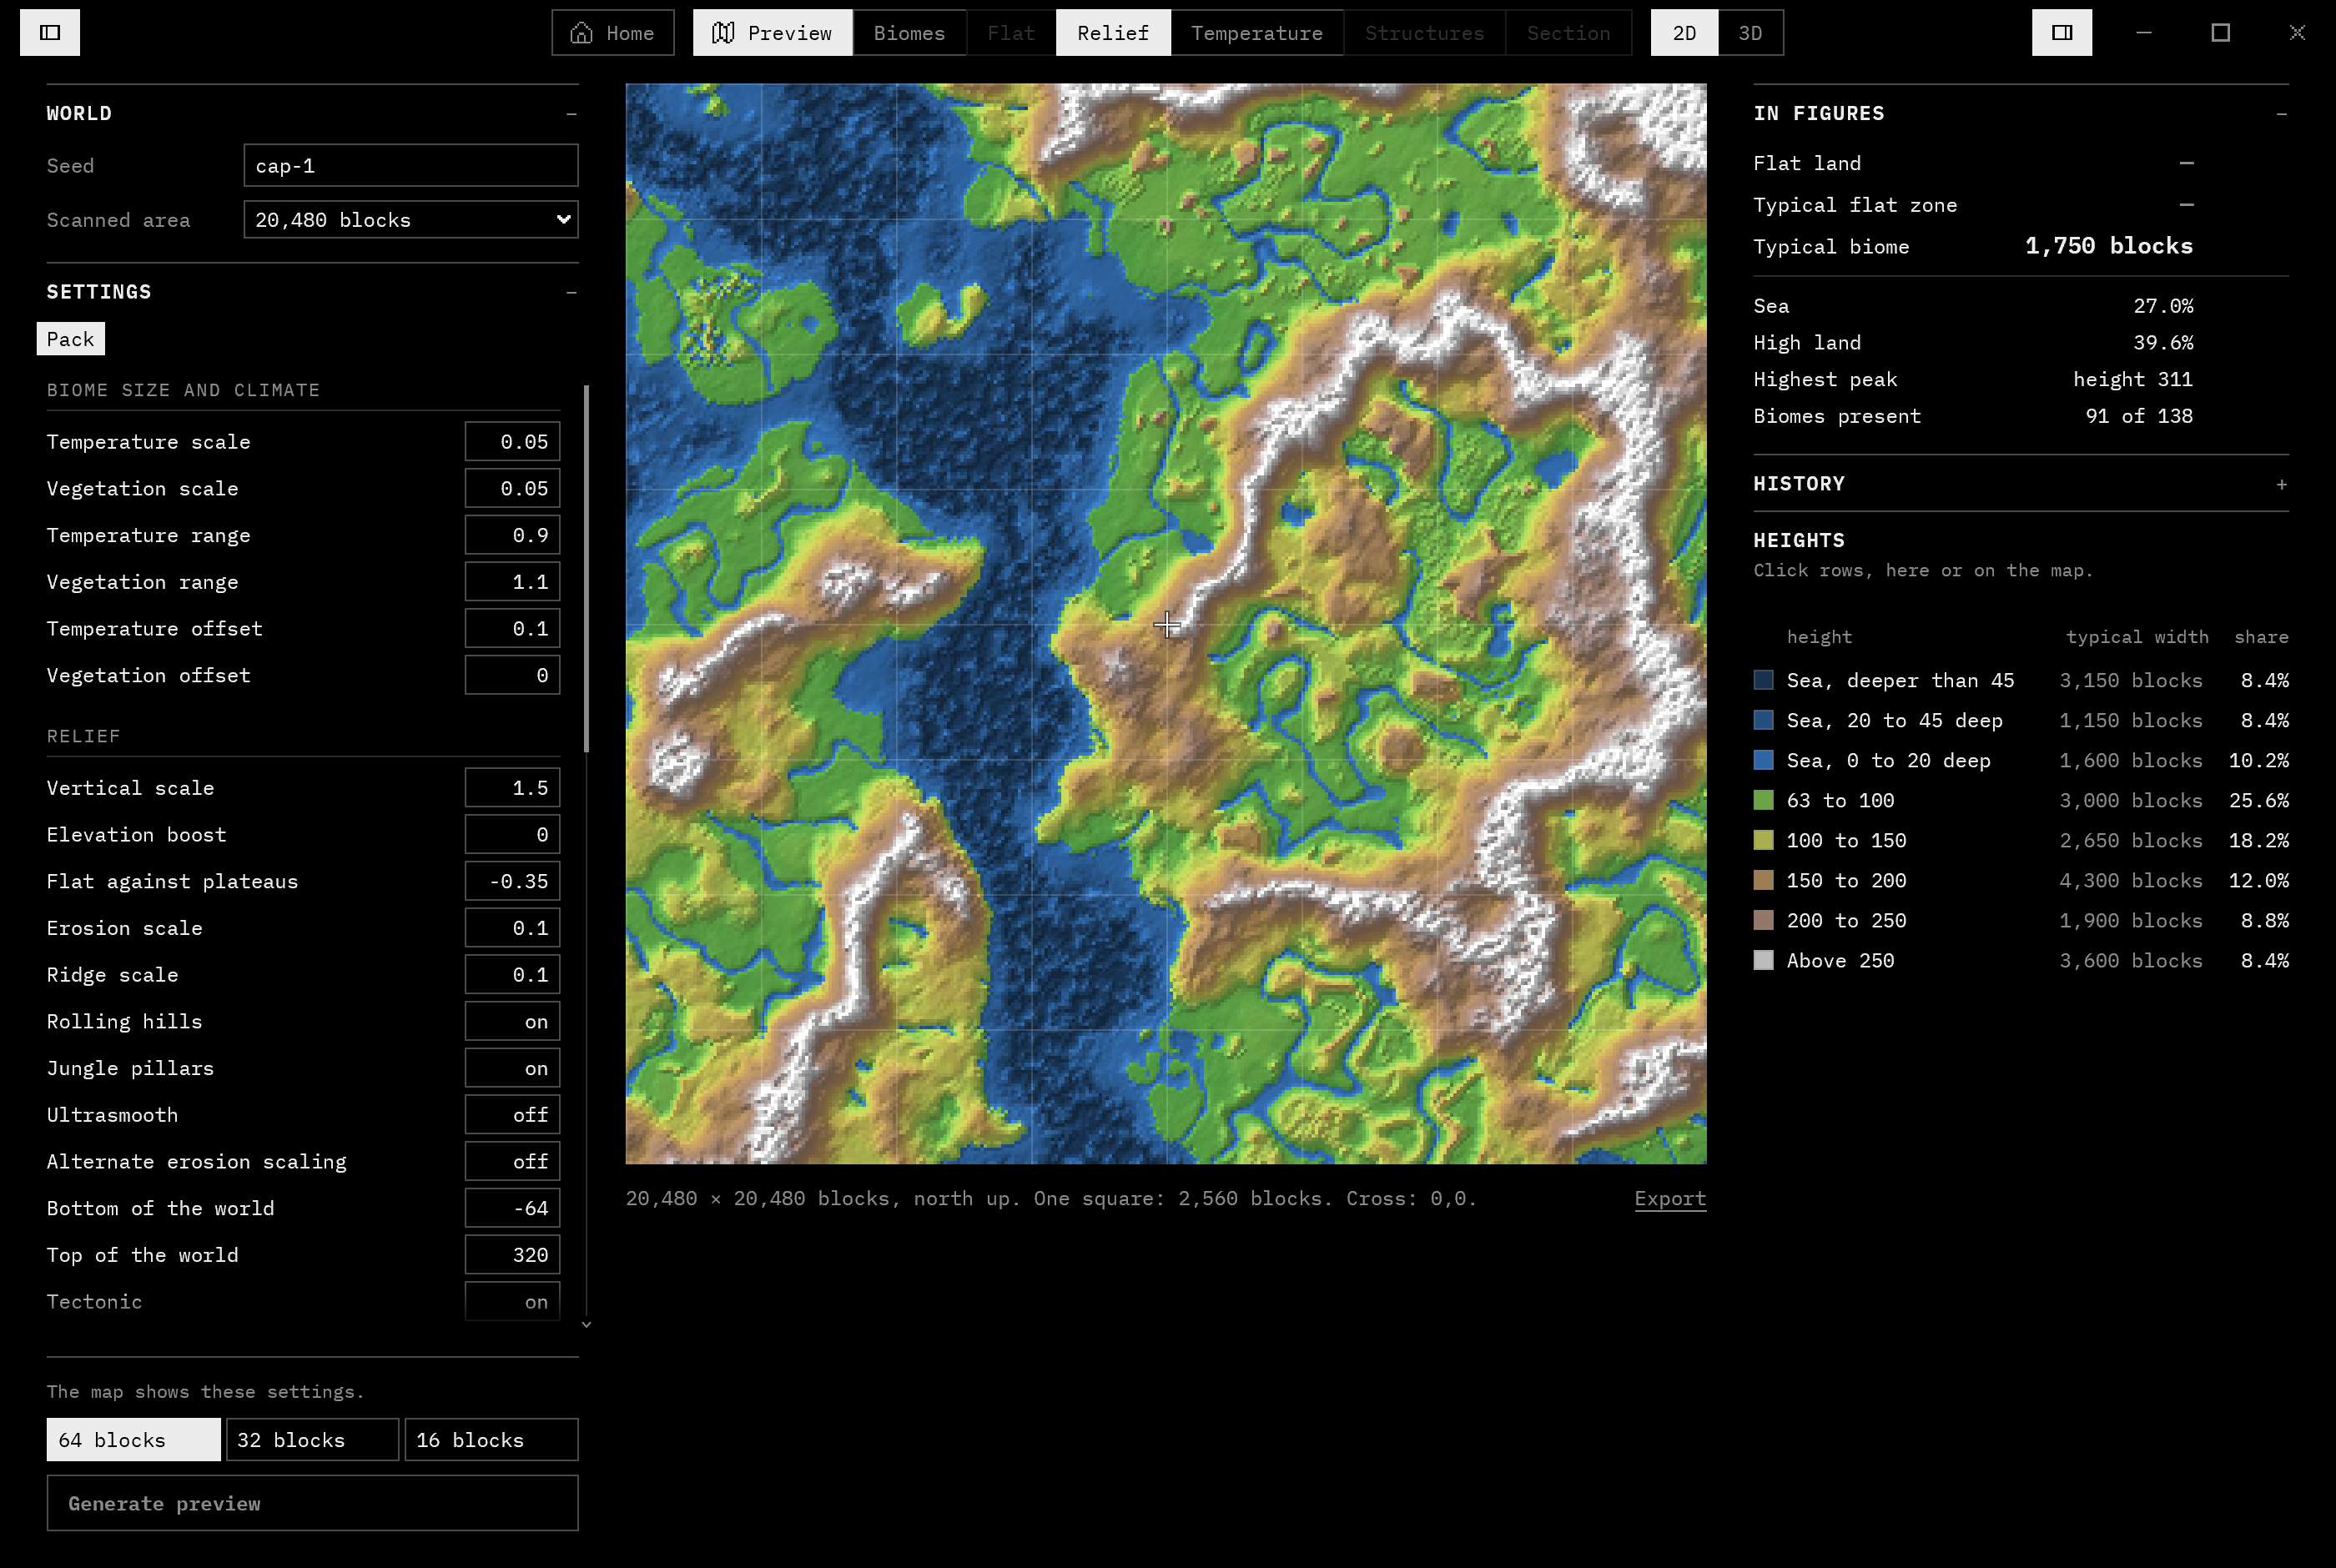 Home Preview Biomes Flat Relief Temperature Structures Section 2D 3D
WORLD −
Seed cap-1
Scanned area 20,480 blocks
SETTINGS −
Pack
BIOME SIZE AND CLIMATE
Temperature scale 0.05
Vegetation scale 0.05
Temperature range 0.9
Vegetation range 1.1
Temperature offset 0.1
Vegetation offset 0
RELIEF
Vertical scale 1.5
Elevation boost 0
Flat against plateaus -0.35
Erosion scale 0.1
Ridge scale 0.1
Rolling hills on
Jungle pillars on
Ultrasmooth off
Alternate erosion scaling off
Bottom of the world -64
Top of the world 320
Tectonic on
The map shows these settings.
64 blocks 32 blocks 16 blocks
Generate preview
20,480 × 20,480 blocks, north up. One square: 2,560 blocks. Cross: 0,0. Export
IN FIGURES −
Flat land —
Typical flat zone —
Typical biome 1,750 blocks
Sea 27.0%
High land 39.6%
Highest peak height 311
Biomes present 91 of 138
HISTORY +
HEIGHTS
Click rows, here or on the map.
height typical width share
Sea, deeper than 45 3,150 blocks 8.4%
Sea, 20 to 45 deep 1,150 blocks 8.4%
Sea, 0 to 20 deep 1,600 blocks 10.2%
63 to 100 3,000 blocks 25.6%
100 to 150 2,650 blocks 18.2%
150 to 200 4,300 blocks 12.0%
200 to 250 1,900 blocks 8.8%
Above 250 3,600 blocks 8.4%